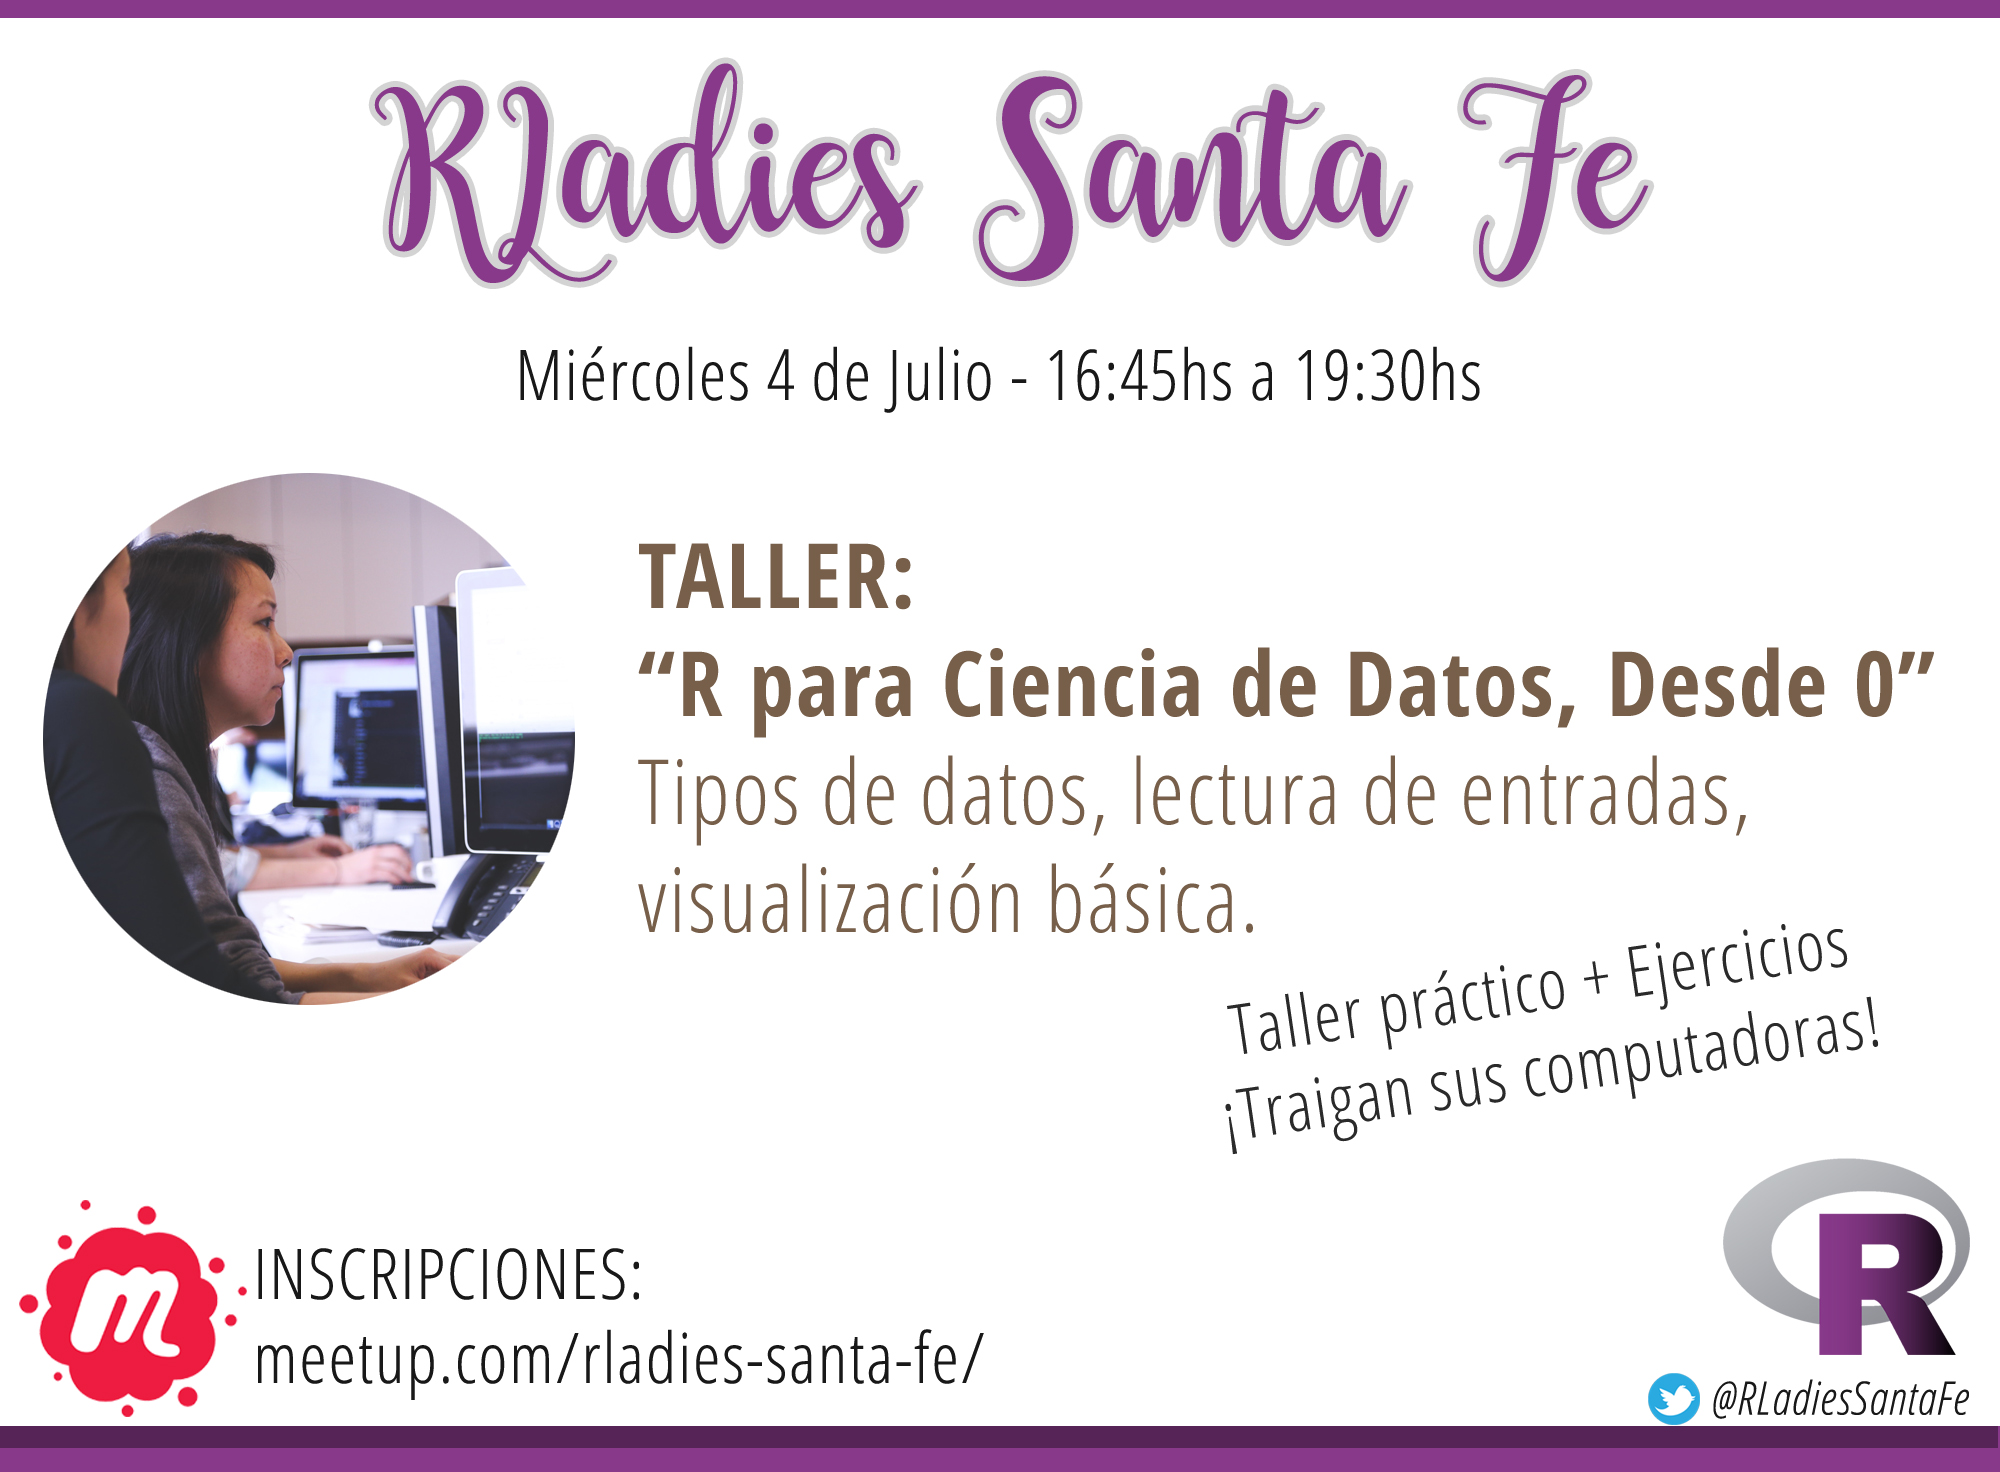 RLadies Santa Fe
Miércoles 4 de Julio - 16:45hs a 19:30hs
TALLER:
“R para Ciencia de Datos, Desde 0”
Tipos de datos, lectura de entradas,
visualización básica.
Taller práctico + Ejercicios
¡Traigan sus computadoras!
m
INSCRIPCIONES:
meetup.com/rladies-santa-fe/
R
@RLadiesSantaFe